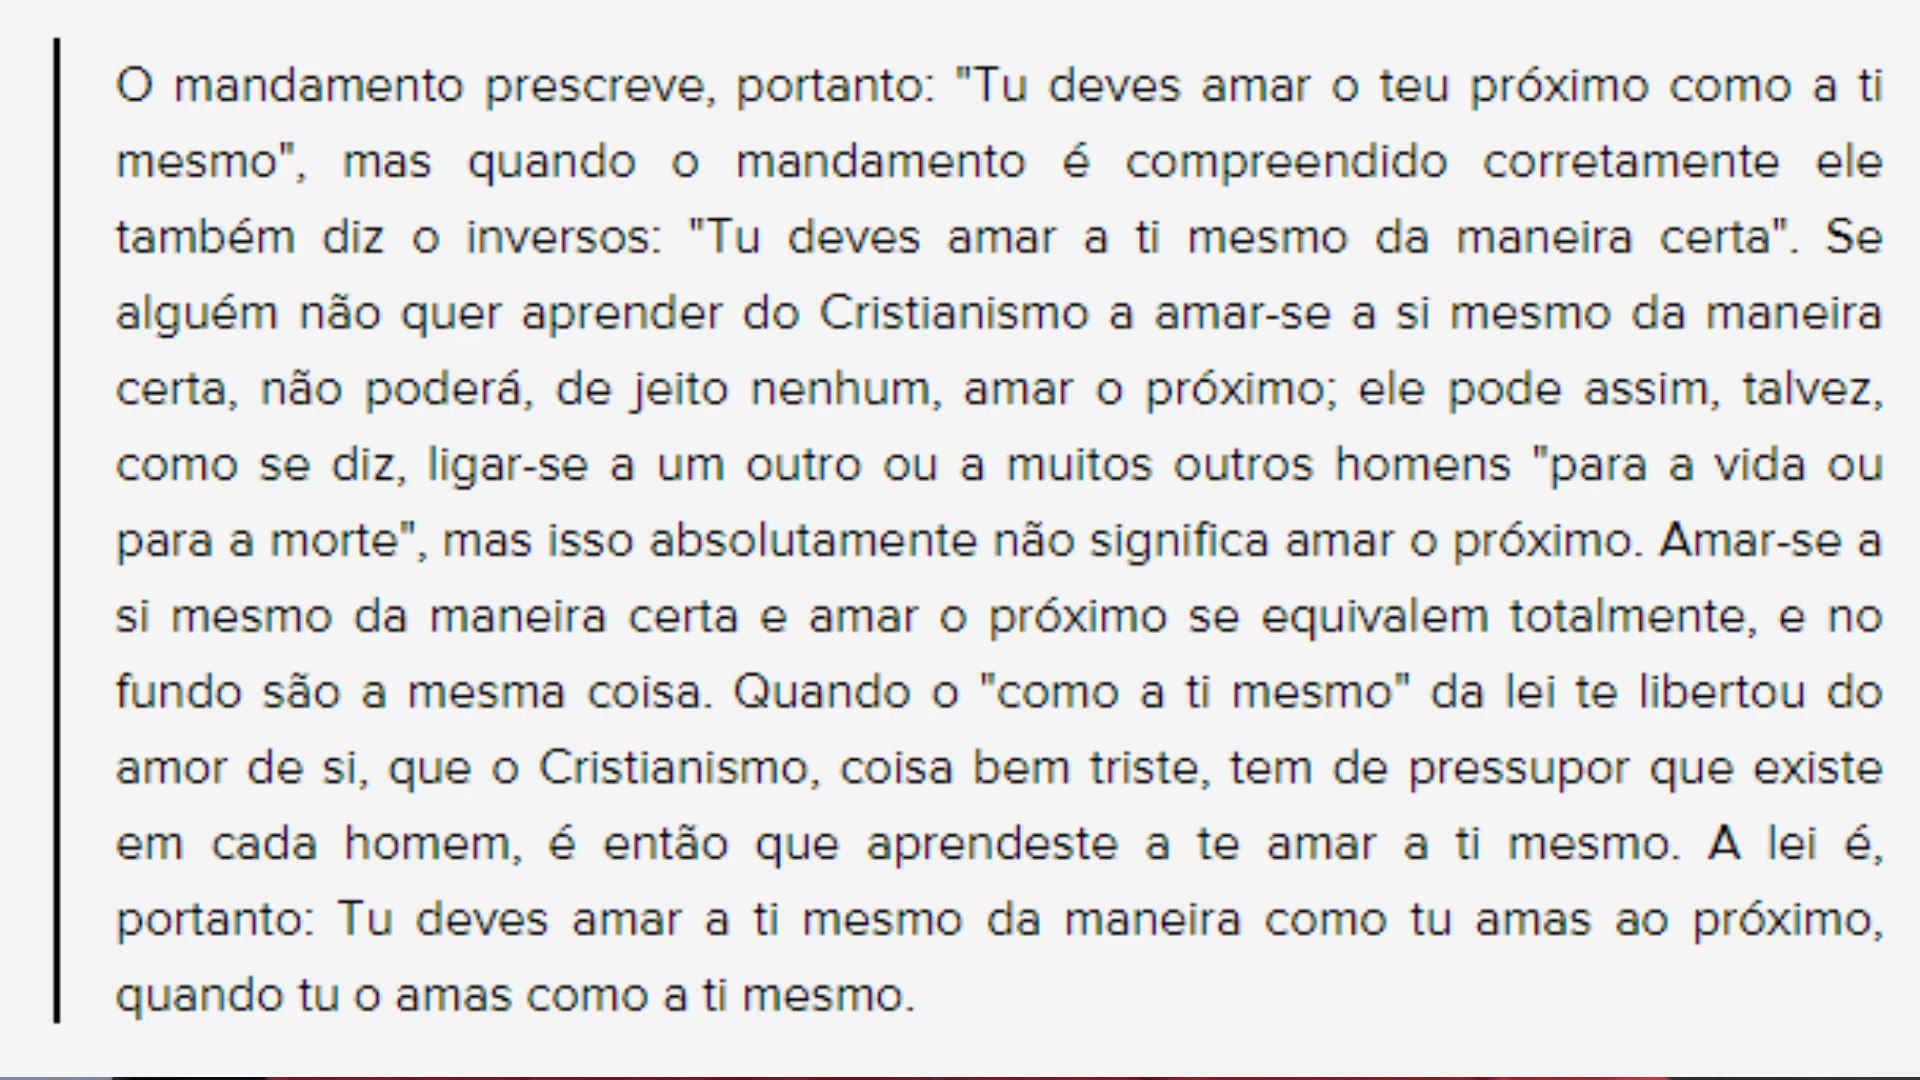 O mandamento prescreve, portanto: "Tu deves amar o teu próximo como a ti
mesmo", mas quando o mandamento é compreendido corretamente ele
também diz o inversos: "Tu deves amar a ti mesmo da maneira certa". Se
alguém não quer aprender do Cristianismo a amar-se a si mesmo da maneira
certa, não poderá, de jeito nenhum, amar o próximo; ele pode assim, talvez,
como se diz, ligar-se a um outro ou a muitos outros homens "para a vida ou
para a morte", mas isso absolutamente não significa amar o próximo. Amar-se a
si mesmo da maneira certa e amar o próximo se equivalem totalmente, e no
fundo são a mesma coisa. Quando o "como a ti mesmo" da lei te libertou do
amor de si, que o Cristianismo, coisa bem triste, tem de pressupor que existe
em cada homem, é então que aprendeste a te amar a ti mesmo. A lei é,
portanto: Tu deves amar a ti mesmo da maneira como tu amas ao próximo,
quando tu o amas como a ti mesmo.